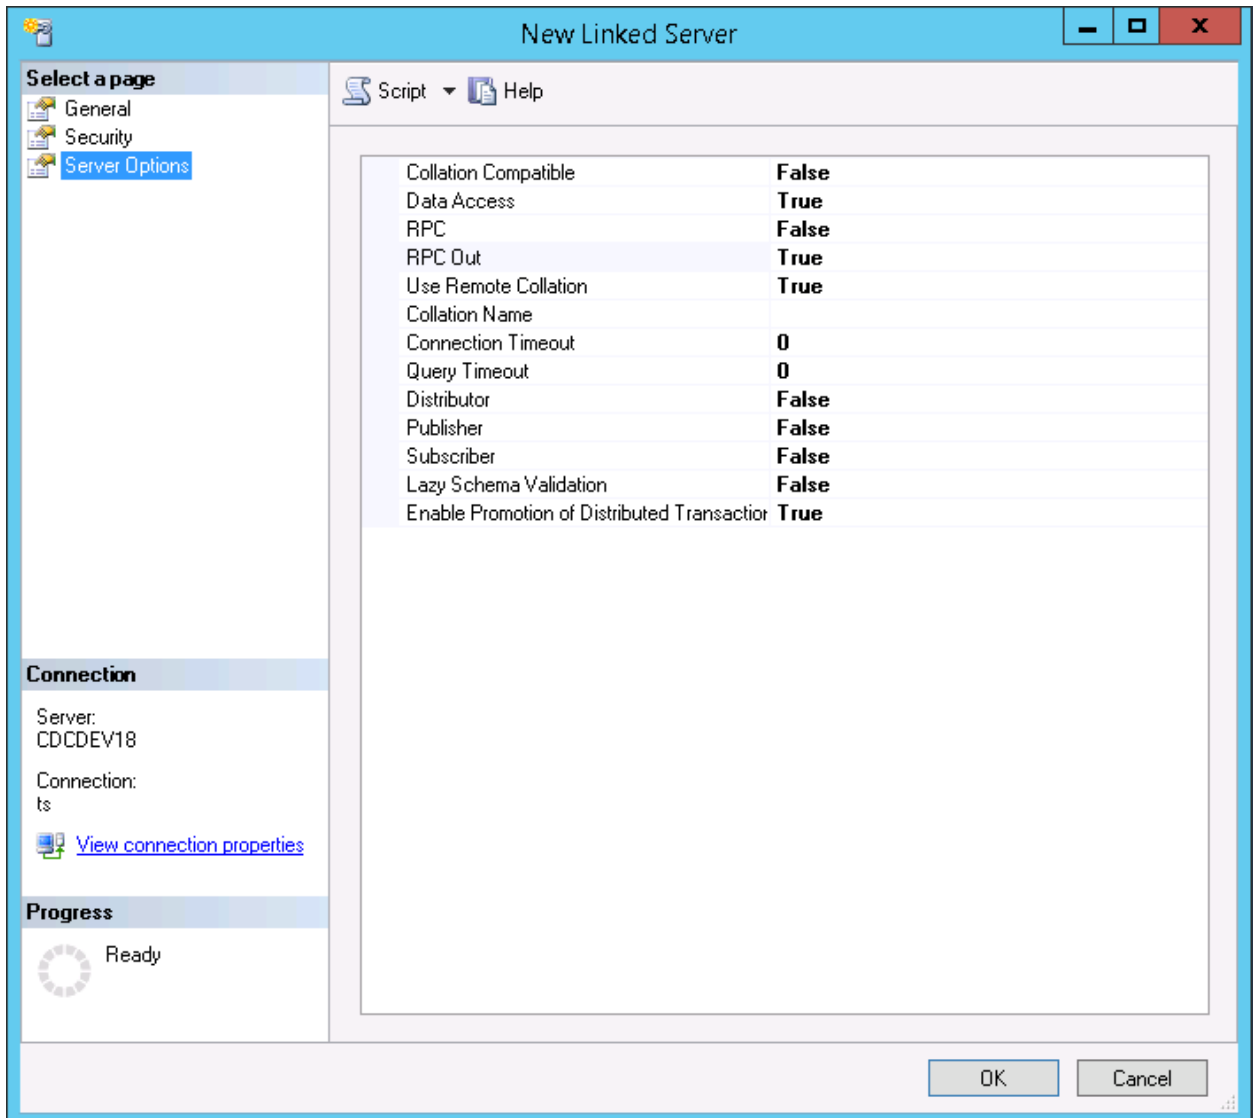 New Linked Server
Select a page
General
Security
Server Options
Script Help
Collation Compatible False
Data Access True
RPC False
RPC Out True
Use Remote Collation True
Collation Name
Connection Timeout 0
Query Timeout 0
Distributor False
Publisher False
Subscriber False
Lazy Schema Validation False
Enable Promotion of Distributed Transaction True
Connection
Server:
CDCDEV18
Connection:
ts
View connection properties
Progress
Ready
OK Cancel